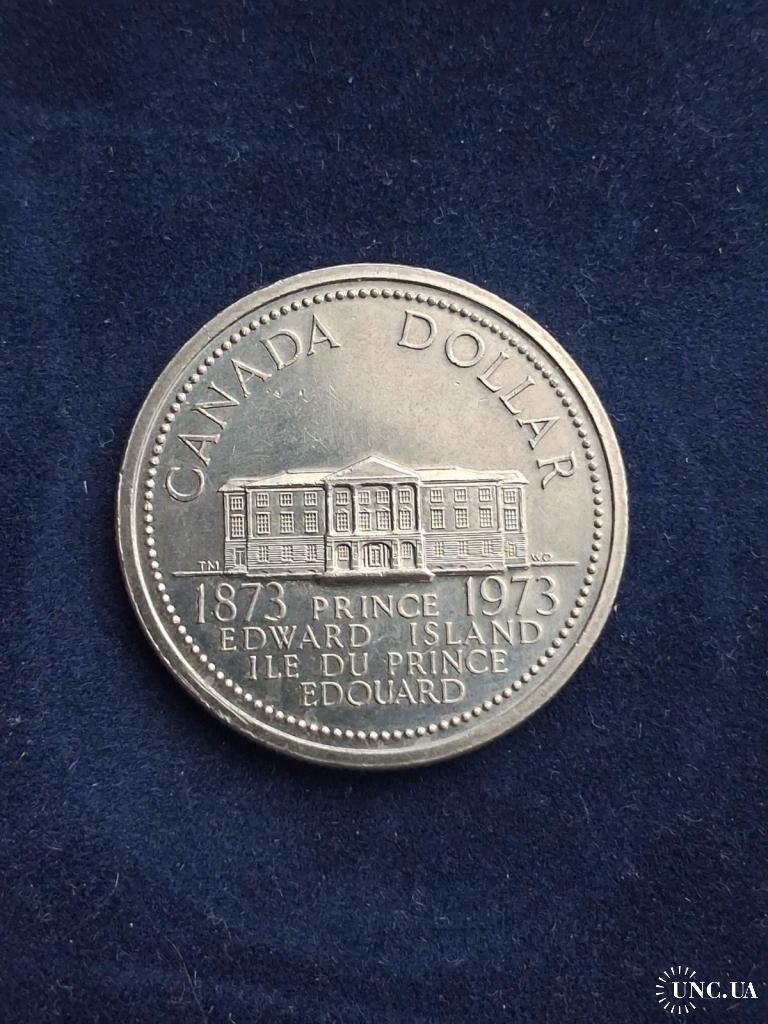 CANADA DOLLAR
TM WO
1873 PRINCE 1973
EDWARD ISLAND
ILE DU PRINCE
EDOUARD
UNC.UA